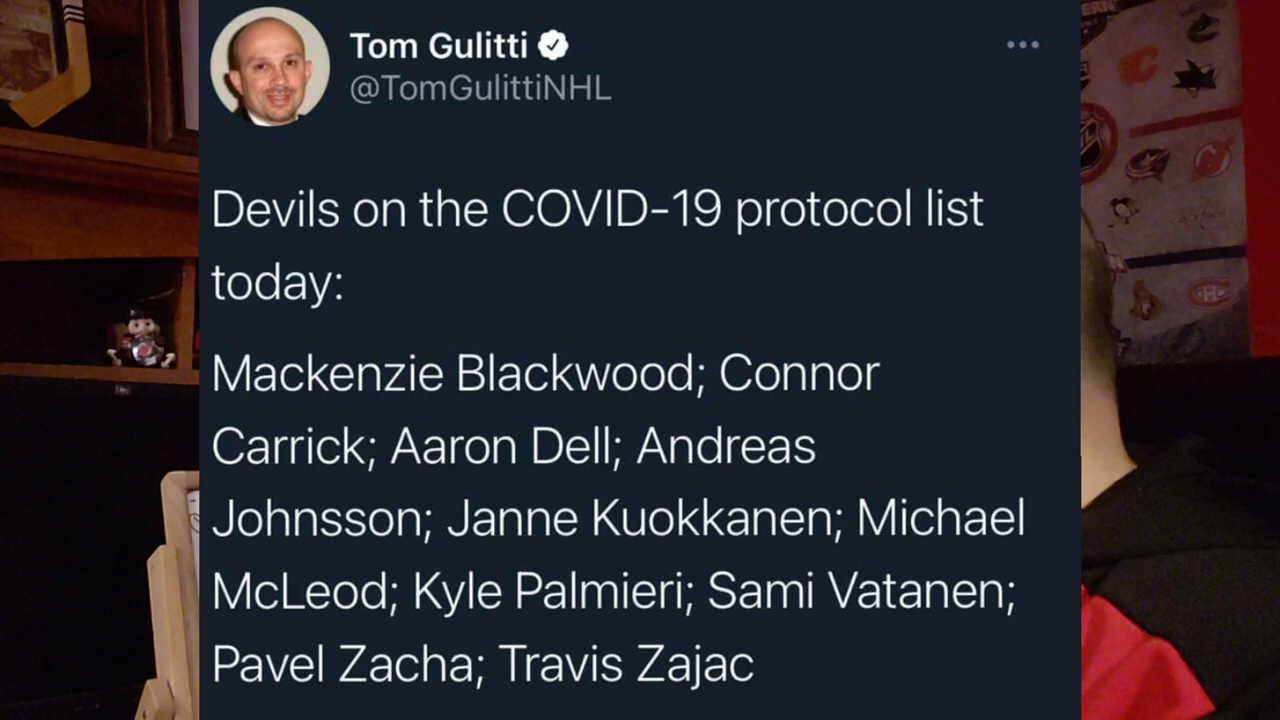 Tom Gulitti
@TomGulittiNHL
Devils on the COVID-19 protocol list
today:
Mackenzie Blackwood; Connor
Carrick; Aaron Dell; Andreas
Johnsson; Janne Kuokkanen; Michael
McLeod; Kyle Palmieri; Sami Vatanen;
Pavel Zacha; Travis Zajac